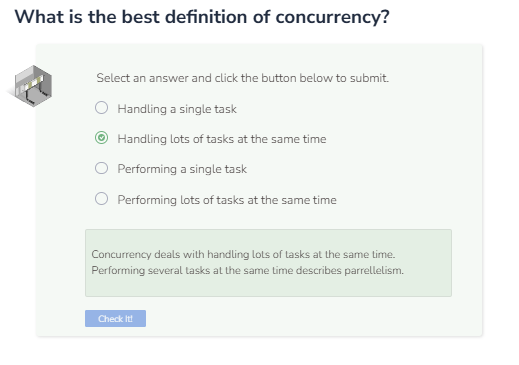 What is the best definition of concurrency?
Select an answer and click the button below to submit.
Handling a single task
Handling lots of tasks at the same time
Performing a single task
Performing lots of tasks at the same time
Concurrency deals with handling lots of tasks at the same time.
Performing several tasks at the same time describes parrellelism.
Check It!